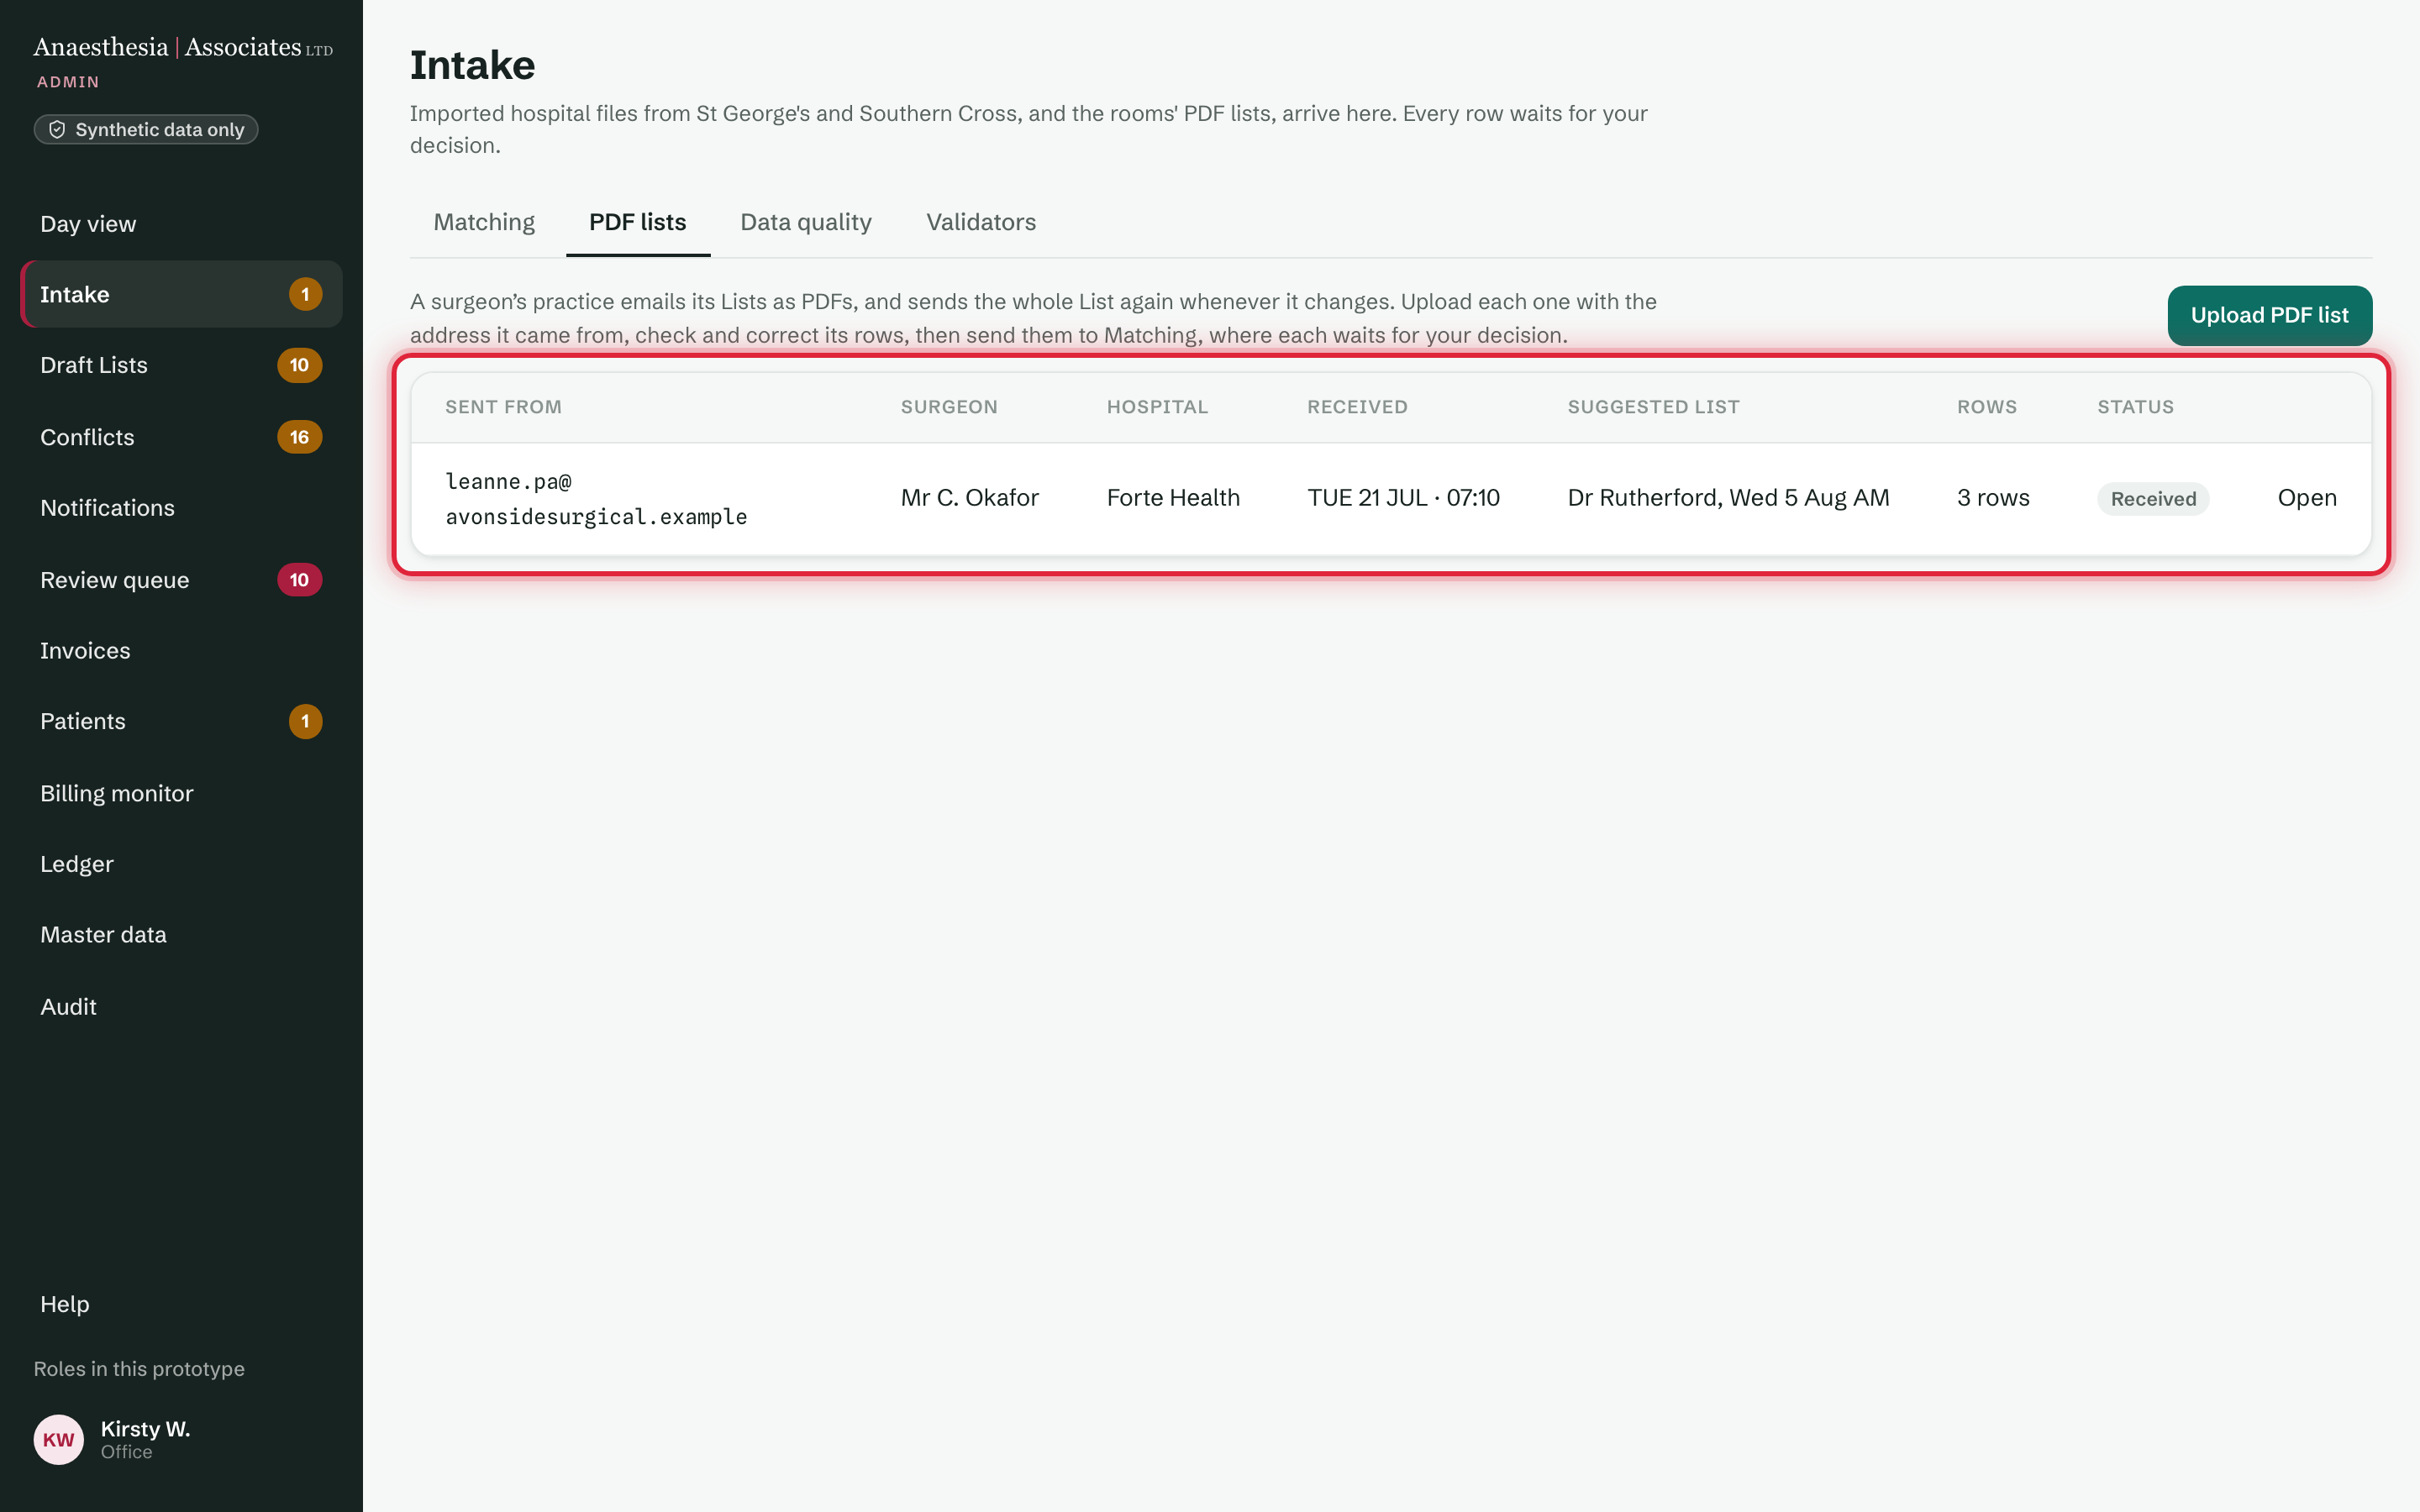 Anaesthesia | Associates LTD
ADMIN
Synthetic data only
Day view
Intake 1
Draft Lists 10
Conflicts 16
Notifications
Review queue 10
Invoices
Patients 1
Billing monitor
Ledger
Master data
Audit
Help
Roles in this prototype
KW Kirsty W.
Office
Intake
Imported hospital files from St George's and Southern Cross, and the rooms' PDF lists, arrive here. Every row waits for your
decision.
Matching PDF lists Data quality Validators
A surgeon’s practice emails its Lists as PDFs, and sends the whole List again whenever it changes. Upload each one with the
address it came from, check and correct its rows, then send them to Matching, where each waits for your decision.
Upload PDF list
SENT FROM SURGEON HOSPITAL RECEIVED SUGGESTED LIST ROWS STATUS
leanne.pa@
avonsidesurgical.example
Mr C. Okafor Forte Health TUE 21 JUL · 07:10 Dr Rutherford, Wed 5 Aug AM 3 rows Received Open